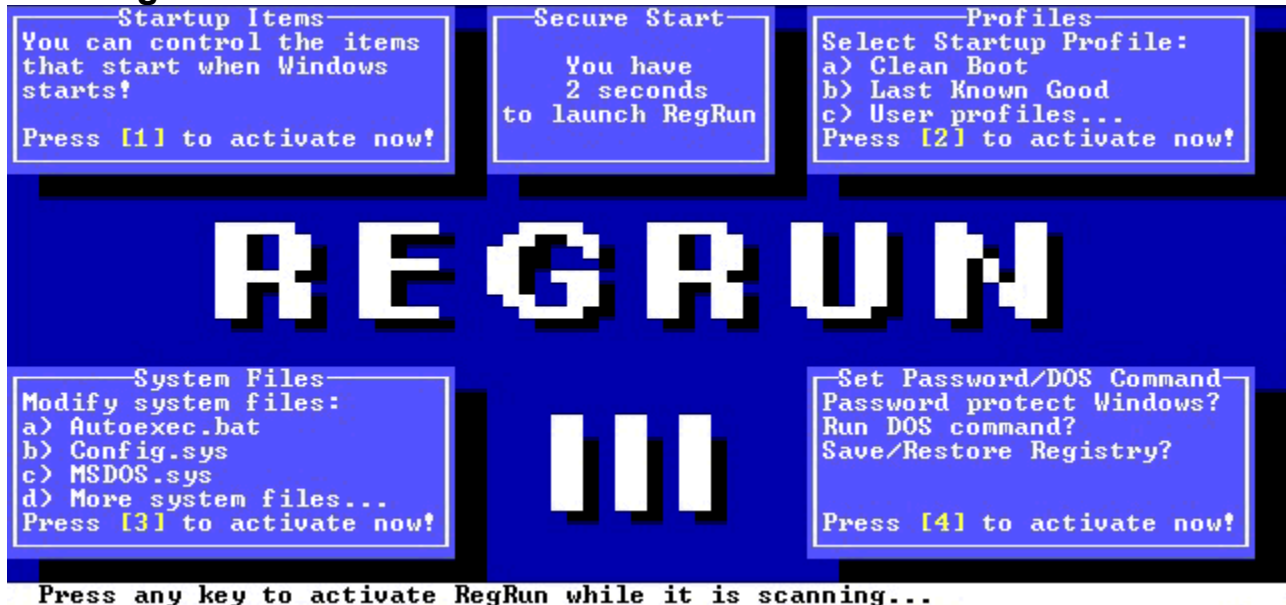 Startup Items
You can control the items
that start when Windows
starts!
Press [1] to activate now!
Secure Start
You have
2 seconds
to launch RegRun
Profiles
Select Startup Profile:
a) Clean Boot
b) Last Known Good
c) User profiles...
Press [2] to activate now!
REGRUN
III
System Files
Modify system files:
a) Autoexec.bat
b) Config.sys
c) MSDOS.sys
d) More system files...
Press [3] to activate now!
Set Password/DOS Command
Password protect Windows?
Run DOS command?
Save/Restore Registry?
Press [4] to activate now!
Press any key to activate RegRun while it is scanning...